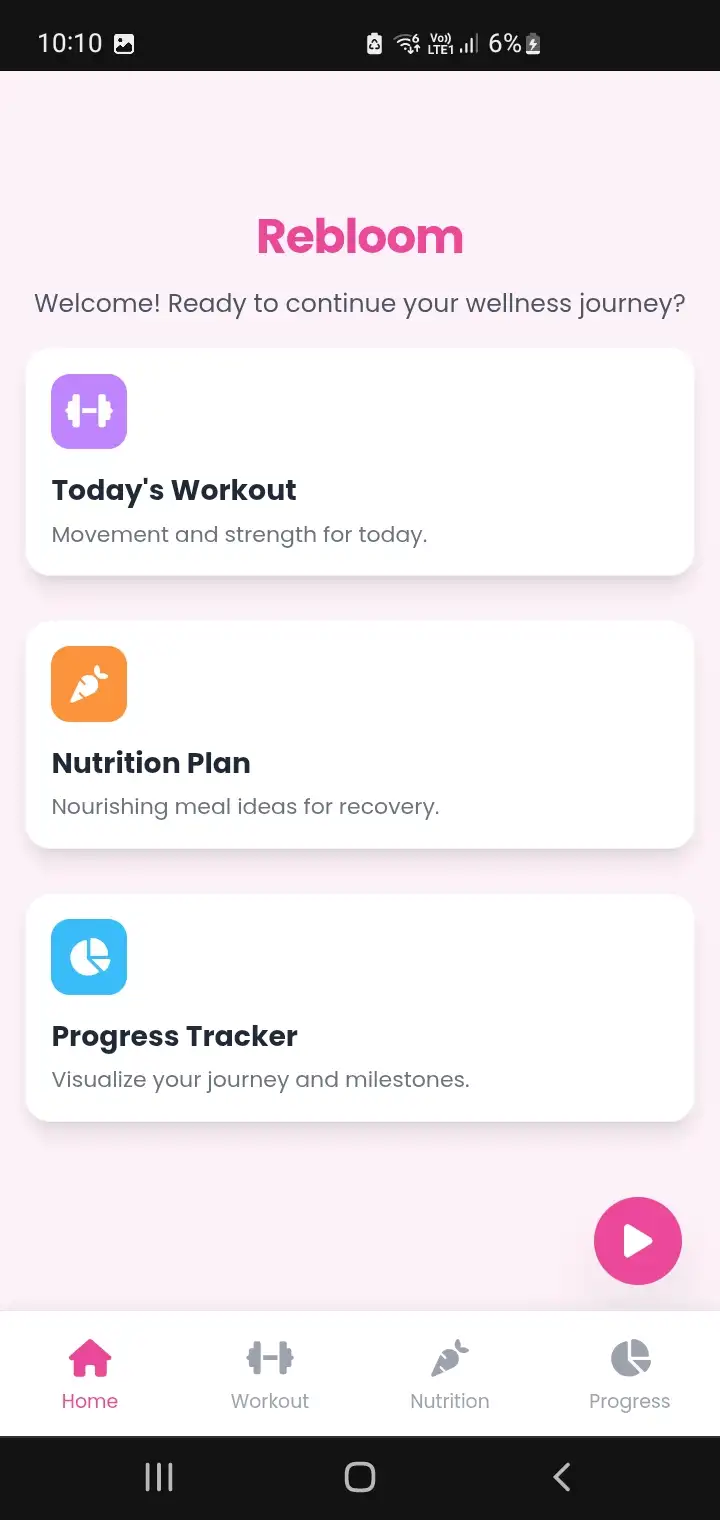 10:10
6 Vo)) LTE1 6%
Rebloom
Welcome! Ready to continue your wellness journey?
Today's Workout
Movement and strength for today.
Nutrition Plan
Nourishing meal ideas for recovery.
Progress Tracker
Visualize your journey and milestones.
Home Workout Nutrition Progress